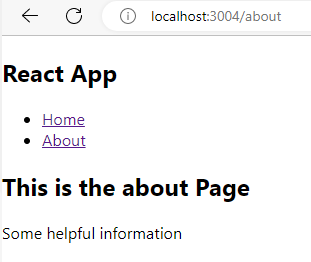 localhost:3004/about
React App
Home
About
This is the about Page
Some helpful information